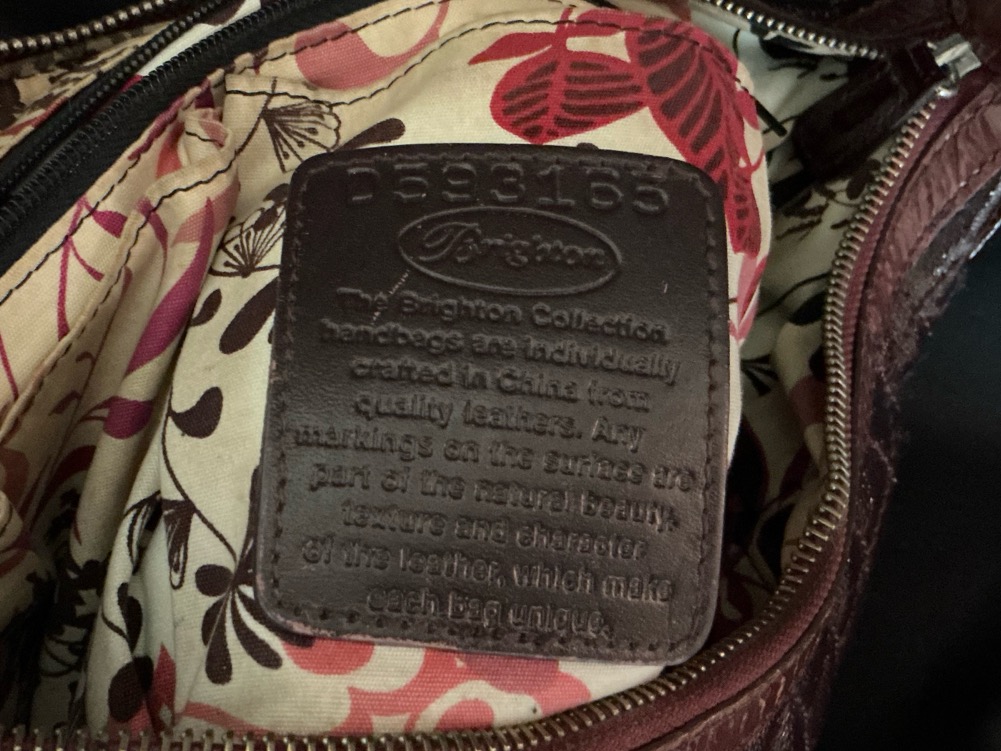 D593165
Brighton
The Brighton Collection
handbags are individually
crafted in China from
quality leathers. Any
markings on the surface are
part of the natural beauty,
texture and character
of the leather, which make
each bag unique.